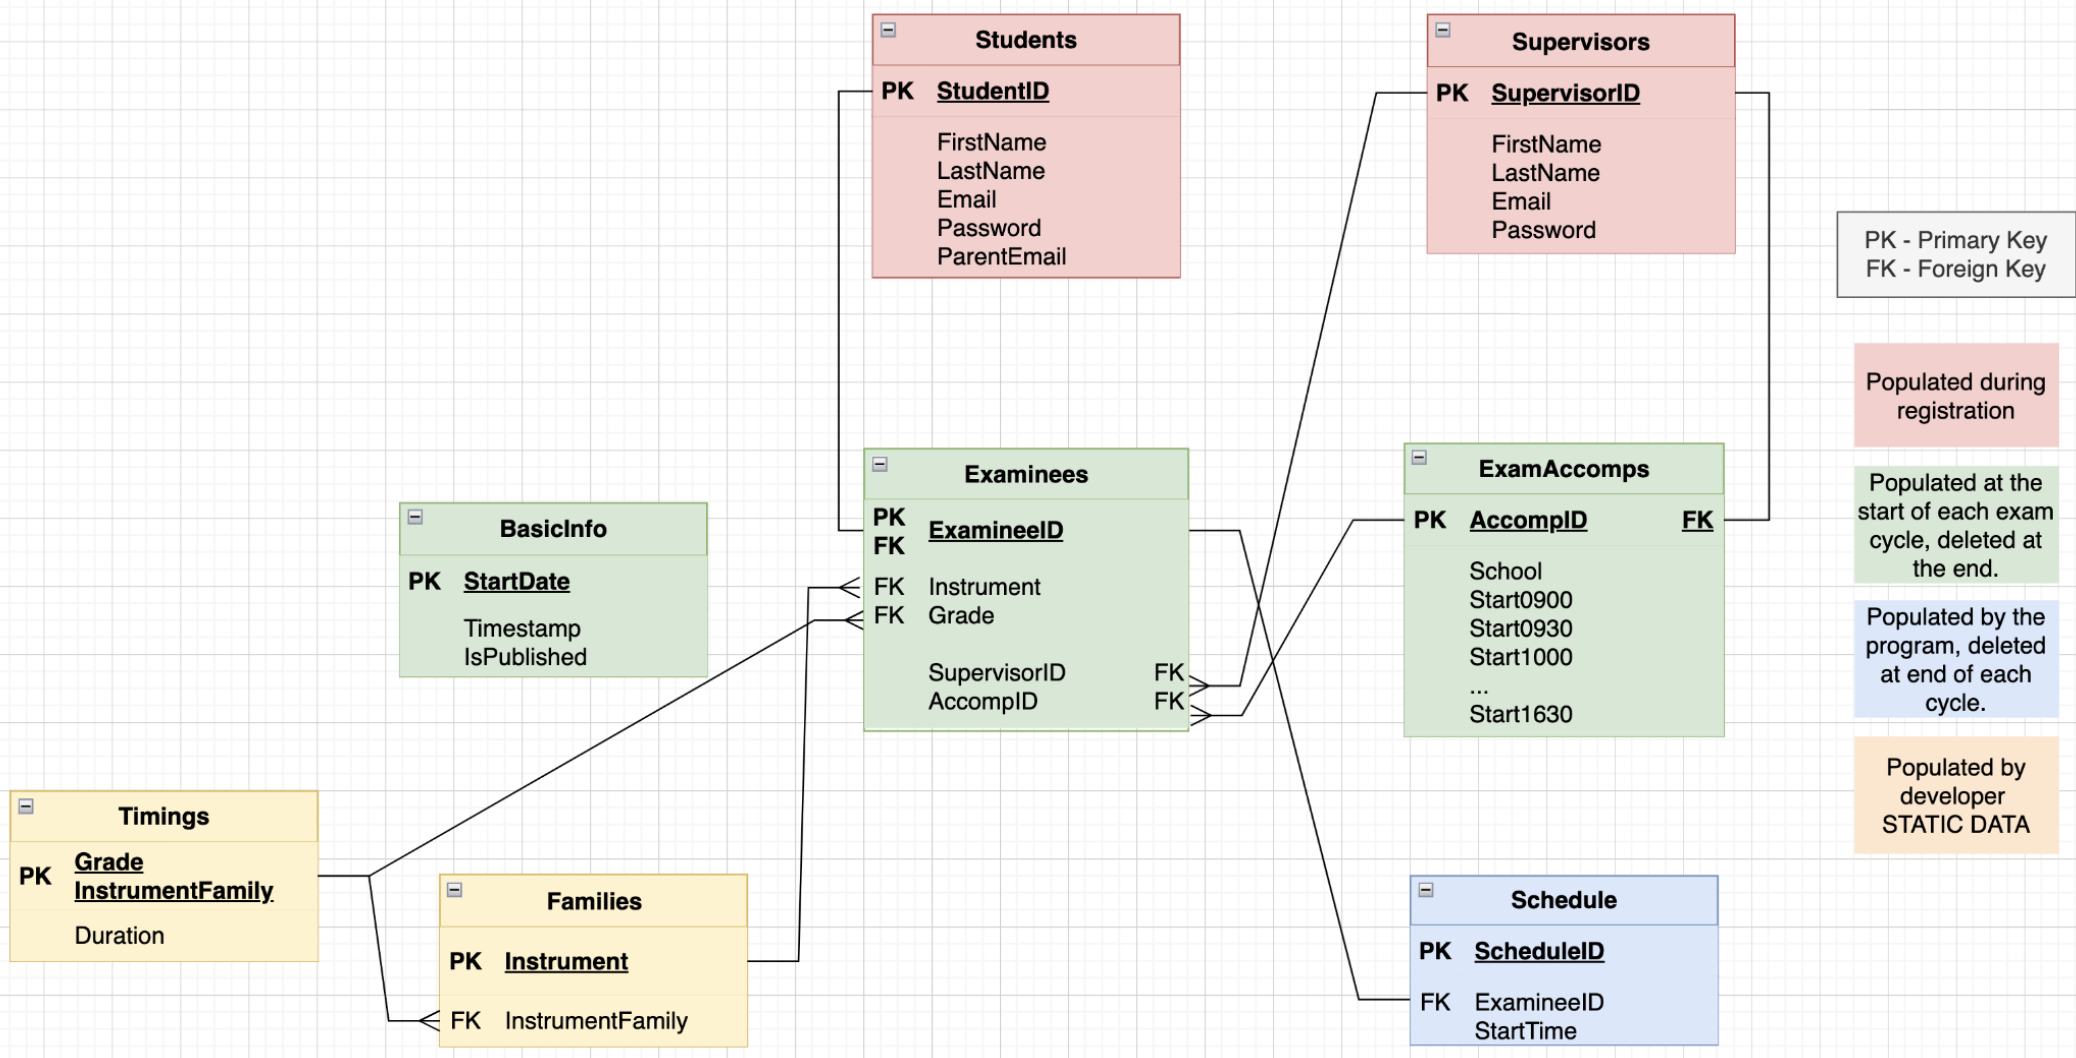 Students
PK StudentID
FirstName
LastName
Email
Password
ParentEmail
Supervisors
PK SupervisorID
FirstName
LastName
Email
Password
PK - Primary Key
FK - Foreign Key
Populated during
registration
Populated at the
start of each exam
cycle, deleted at
the end.
Populated by the
program, deleted
at end of each
cycle.
Populated by
developer
STATIC DATA
BasicInfo
PK StartDate
Timestamp
IsPublished
Examinees
PK
FK ExamineeID
FK Instrument
FK Grade
SupervisorID FK
AccompID FK
ExamAccomps
PK AccompID FK
School
Start0900
Start0930
Start1000
...
Start1630
Timings
PK Grade
InstrumentFamily
Duration
Families
PK Instrument
FK InstrumentFamily
Schedule
PK ScheduleID
FK ExamineeID
StartTime